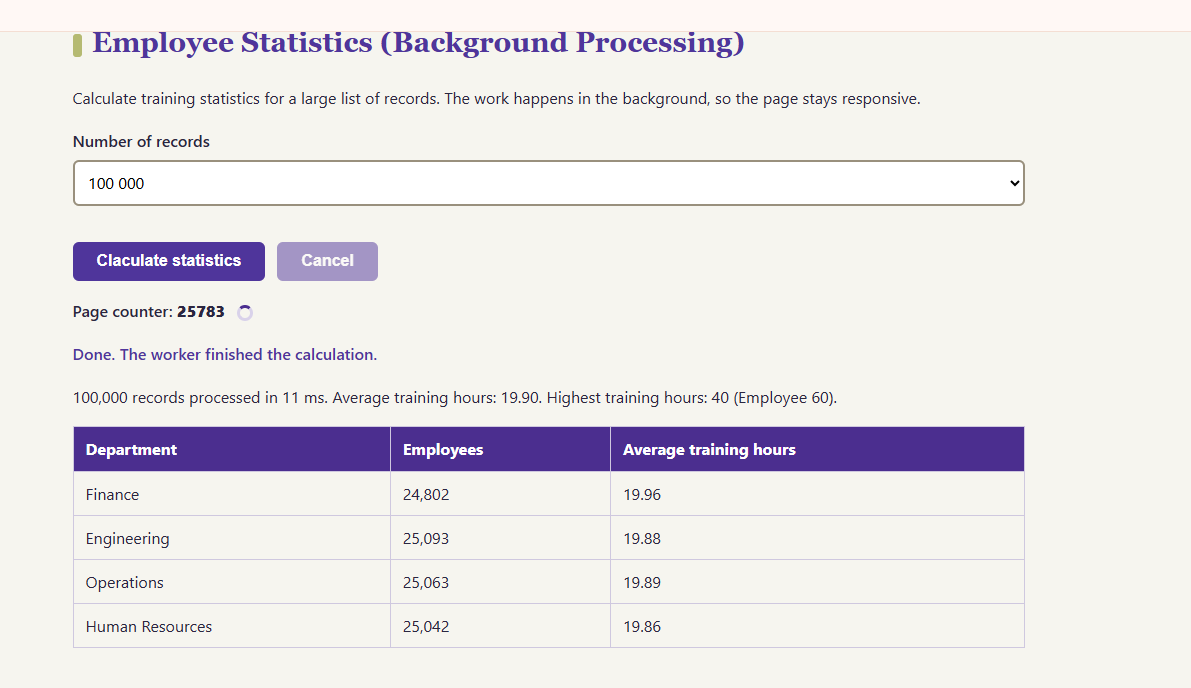 Employee Statistics (Background Processing)
Calculate training statistics for a large list of records. The work happens in the background, so the page stays responsive.
Number of records
100 000
Claculate statistics Cancel
Page counter: 25783
Done. The worker finished the calculation.
100,000 records processed in 11 ms. Average training hours: 19.90. Highest training hours: 40 (Employee 60).
Department Employees Average training hours
Finance 24,802 19.96
Engineering 25,093 19.88
Operations 25,063 19.89
Human Resources 25,042 19.86